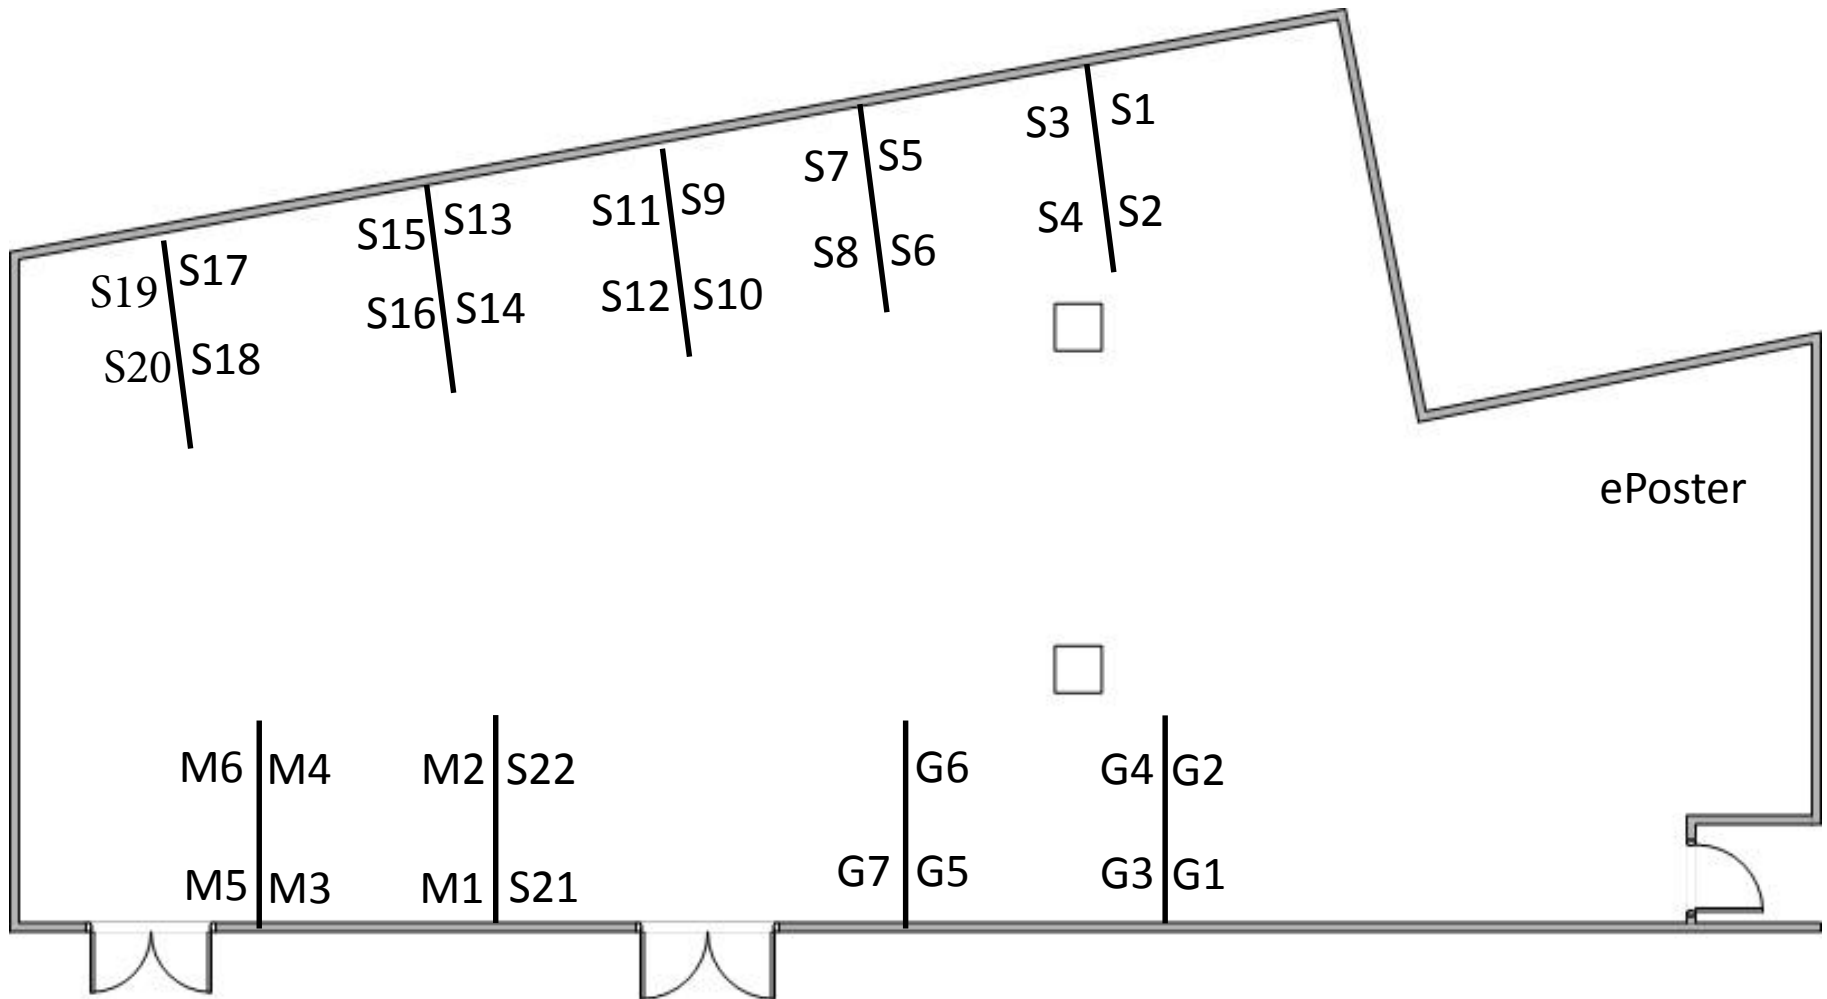 S3 S1
S4 S2
S7 S5
S8 S6
S11 S9
S12 S10
S15 S13
S16 S14
S19 S17
S20 S18
ePoster
M6 M4 M2 S22 G6 G4 G2
M5 M3 M1 S21 G7 G5 G3 G1